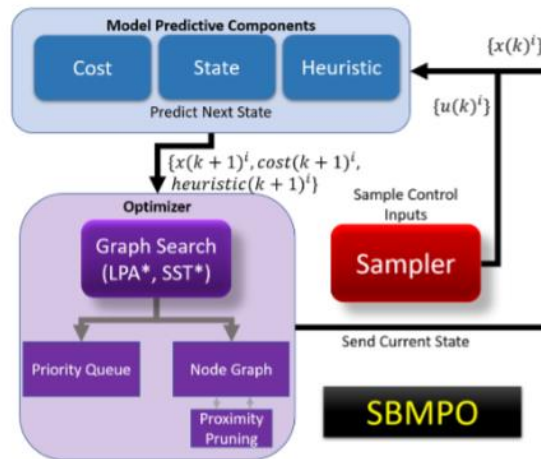 Model Predictive Components
Cost
State
Heuristic
Predict Next State
{x(k)^i}
{u(k)^i}
{x(k + 1)^i, cost(k + 1)^i,
heuristic(k + 1)^i}
Optimizer
Graph Search
(LPA*, SST*)
Priority Queue
Node Graph
Proximity
Pruning
Sample Control
Inputs
Sampler
Send Current State
SBMPO